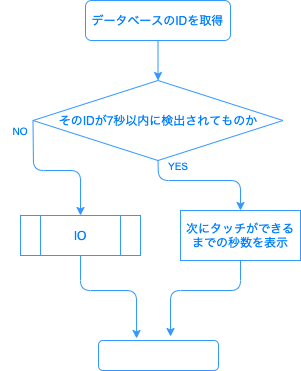 データベースのIDを取得
そのIDが7秒以内に検出されてものか
NO
YES
IO
次にタッチができる
までの秒数を表示